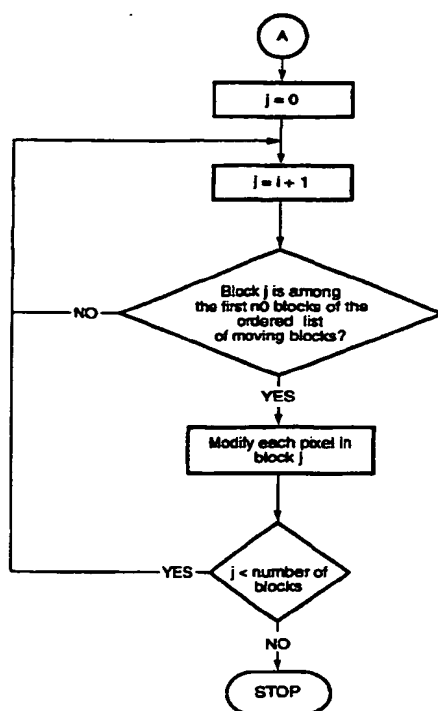 A
j = 0
j = i + 1
Block j is among
the first n0 blocks of the
ordered list
of moving blocks?
NO
YES
Modify each pixel in
block j
YES
j < number of
blocks
NO
STOP